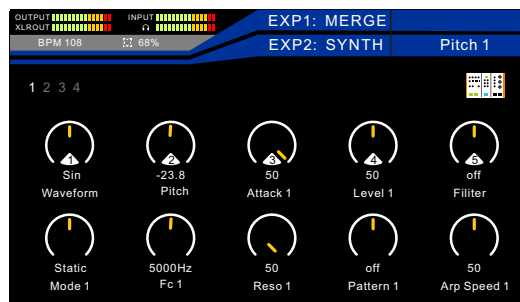 OUTPUT INPUT EXP1: MERGE
XLROUT
BPM 108 68% EXP2: SYNTH Pitch 1
1 2 3 4
1 2 3 4 5
Sin -23.8 50 50 off
Waveform Pitch Attack 1 Level 1 Filiter
Static 5000Hz 50 off 50
Mode 1 Fc 1 Reso 1 Pattern 1 Arp Speed 1